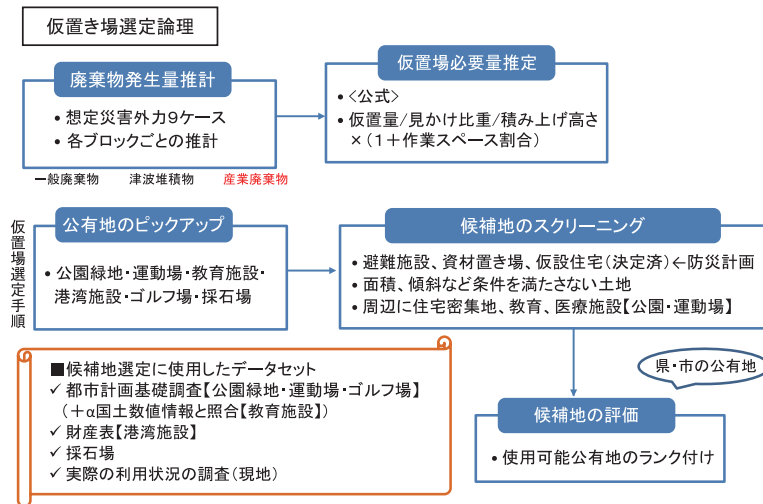 仮置き場選定論理
廃棄物発生量推計
• 想定災害外力9ケース
• 各ブロックごとの推計
一般廃棄物 津波堆積物 産業廃棄物
仮置場必要量推定
• <公式>
• 仮置量/見かけ比重/積み上げ高さ
×(1+作業スペース割合)
仮置場選定手順
公有地のピックアップ
• 公園緑地・運動場・教育施設・
港湾施設・ゴルフ場・採石場
候補地のスクリーニング
• 避難施設、資材置き場、仮設住宅(決定済)←防災計画
• 面積、傾斜など条件を満たさない土地
• 周辺に住宅密集地、教育、医療施設【公園・運動場】
■候補地選定に使用したデータセット
✓ 都市計画基礎調査【公園緑地・運動場・ゴルフ場】
(+α国土数値情報と照合【教育施設】)
✓ 財産表【港湾施設】
✓ 採石場
✓ 実際の利用状況の調査(現地)
県・市の公有地
候補地の評価
• 使用可能公有地のランク付け